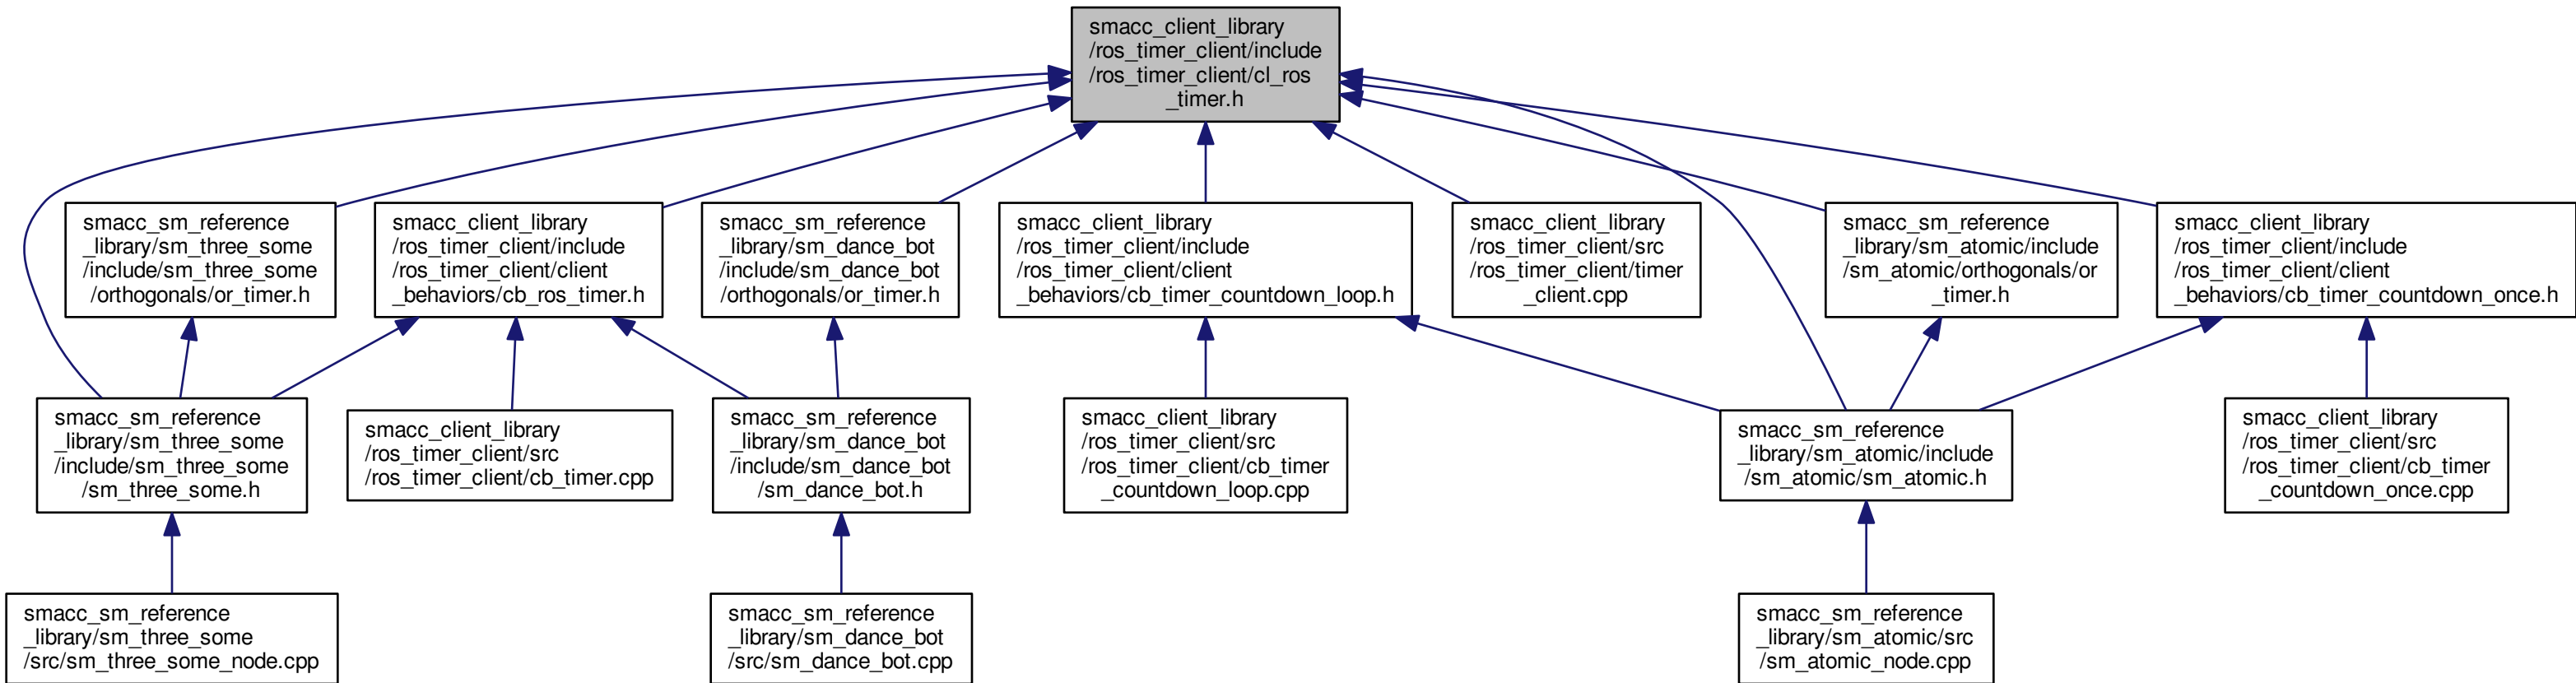 smacc_client_library
/ros_timer_client/include
/ros_timer_client/cl_ros
_timer.h
smacc_sm_reference
_library/sm_three_some
/include/sm_three_some
/orthogonals/or_timer.h
smacc_client_library
/ros_timer_client/include
/ros_timer_client/client
_behaviors/cb_ros_timer.h
smacc_sm_reference
_library/sm_dance_bot
/include/sm_dance_bot
/orthogonals/or_timer.h
smacc_client_library
/ros_timer_client/include
/ros_timer_client/client
_behaviors/cb_timer_countdown_loop.h
smacc_client_library
/ros_timer_client/src
/ros_timer_client/timer
_client.cpp
smacc_sm_reference
_library/sm_atomic/include
/sm_atomic/orthogonals/or
_timer.h
smacc_client_library
/ros_timer_client/include
/ros_timer_client/client
_behaviors/cb_timer_countdown_once.h
smacc_sm_reference
_library/sm_three_some
/include/sm_three_some
/sm_three_some.h
smacc_client_library
/ros_timer_client/src
/ros_timer_client/cb_timer.cpp
smacc_sm_reference
_library/sm_dance_bot
/include/sm_dance_bot
/sm_dance_bot.h
smacc_client_library
/ros_timer_client/src
/ros_timer_client/cb_timer
_countdown_loop.cpp
smacc_sm_reference
_library/sm_atomic/include
/sm_atomic/sm_atomic.h
smacc_client_library
/ros_timer_client/src
/ros_timer_client/cb_timer
_countdown_once.cpp
smacc_sm_reference
_library/sm_three_some
/src/sm_three_some_node.cpp
smacc_sm_reference
_library/sm_dance_bot
/src/sm_dance_bot.cpp
smacc_sm_reference
_library/sm_atomic/src
/sm_atomic_node.cpp